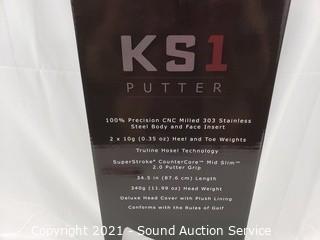 KS1
PUTTER
100% Precision CNC Milled 303 Stainless
Steel Body and Face Insert
2 x 10g (0.35 oz) Heel and Toe Weights
Truline Hosel Technology
SuperStroke® CounterCore™ Mid Slim™
2.0 Putter Grip
34.5 in (87.6 cm) Length
340g (11.99 oz) Head Weight
Deluxe Head Cover with Plush Lining
Conforms with the Rules of Golf
Copyright 2021 - Sound Auction Service